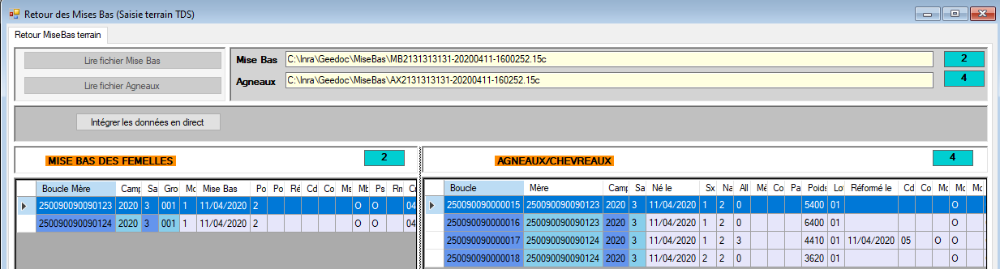 Retour des Mises Bas (Saisie terrain TDS)
Retour MiseBas terrain
Lire fichier Mise Bas
Mise Bas C:\Inra\Geedoc\MiseBas\MB2131313131-20200411-1600252.15c 2
Lire fichier Agneaux
Agneaux C:\Inra\Geedoc\MiseBas\AX2131313131-20200411-160252.15c 4
Intégrer les données en direct
MISE BAS DES FEMELLES 2
Boucle Mère Camp Sa Gro Mo Mise Bas Po Po Ré Cd Co Ms Mb Ps Rm Co
250090090090123 2020 3 001 1 11/04/2020 2 O O 04
250090090090124 2020 3 001 1 11/04/2020 2 O O 04
AGNEAUX/CHEVREAUX 4
Boucle Mère Camp Sa Né le Sx Na All Mè Co Pa Poids Lo Réformé le Cd Co Mo Mo Mo
250090090000015 250090090090123 2020 3 11/04/2020 1 2 0 5400 01 O
250090090000016 250090090090123 2020 3 11/04/2020 2 2 0 6400 01 O
250090090000017 250090090090124 2020 3 11/04/2020 1 2 3 4410 01 11/04/2020 05 O O
250090090000018 250090090090124 2020 3 11/04/2020 2 2 0 3620 01 O